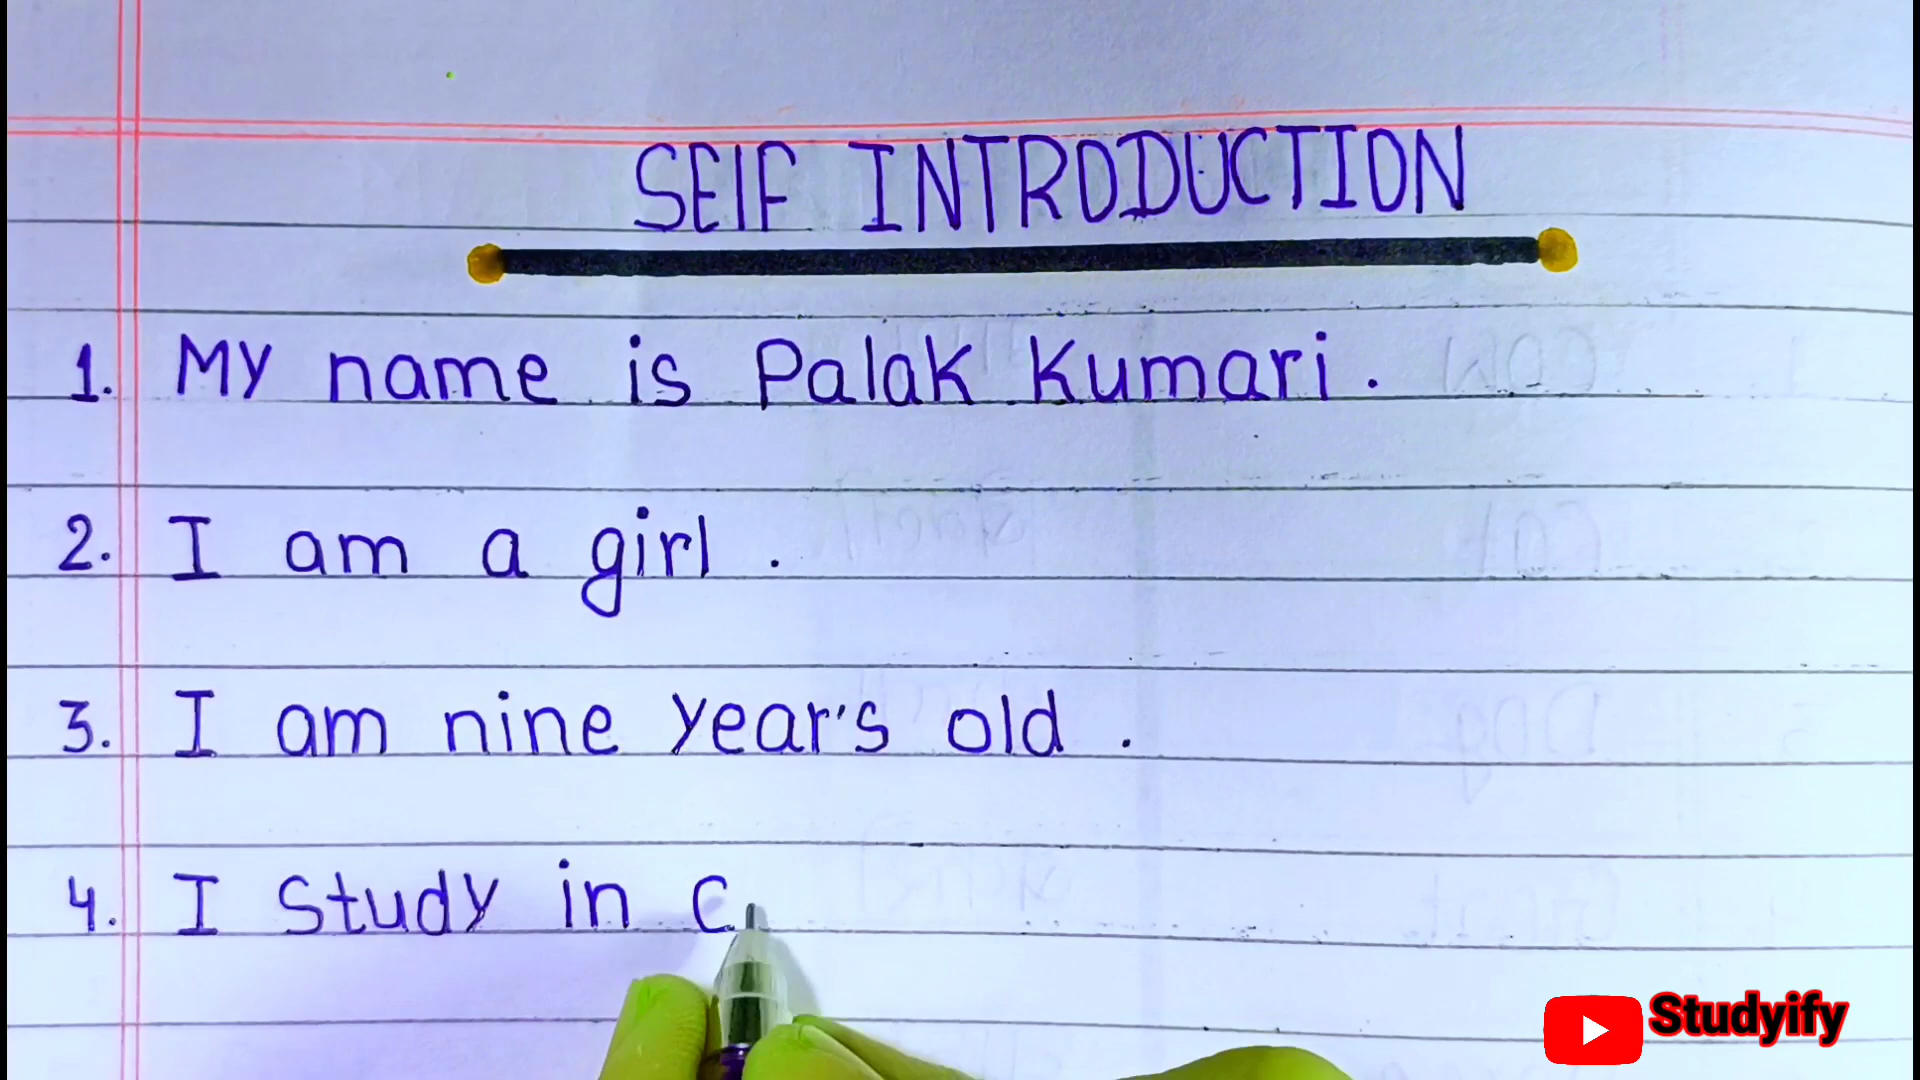 SEIF INTRODUCTION
1. My name is Palak Kumari.
2. I am a girl.
3. I am nine year's old.
4. I Study in c
Studyify